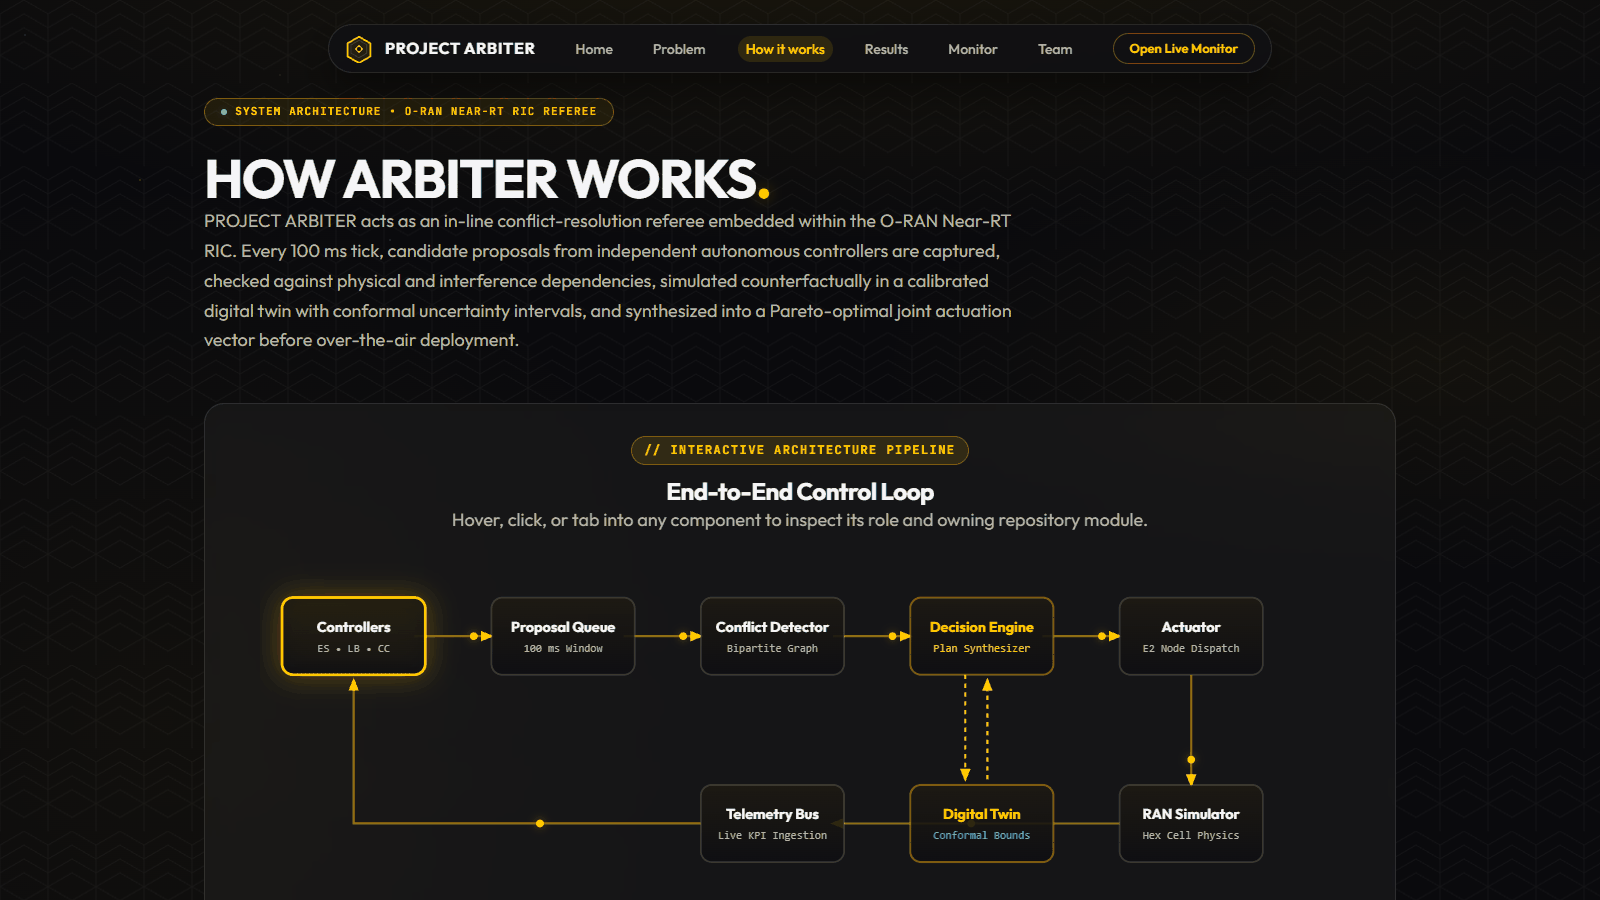 PROJECT ARBITER
Home
Problem
How it works
Results
Monitor
Team
Open Live Monitor
SYSTEM ARCHITECTURE • O-RAN NEAR-RT RIC REFEREE
HOW ARBITER WORKS.
PROJECT ARBITER acts as an in-line conflict-resolution referee embedded within the O-RAN Near-RT
RIC. Every 100 ms tick, candidate proposals from independent autonomous controllers are captured,
checked against physical and interference dependencies, simulated counterfactually in a calibrated
digital twin with conformal uncertainty intervals, and synthesized into a Pareto-optimal joint actuation
vector before over-the-air deployment.
// INTERACTIVE ARCHITECTURE PIPELINE
End-to-End Control Loop
Hover, click, or tab into any component to inspect its role and owning repository module.
Controllers
ES • LB • CC
Proposal Queue
100 ms Window
Conflict Detector
Bipartite Graph
Decision Engine
Plan Synthesizer
Actuator
E2 Node Dispatch
Telemetry Bus
Live KPI Ingestion
Digital Twin
Conformal Bounds
RAN Simulator
Hex Cell Physics